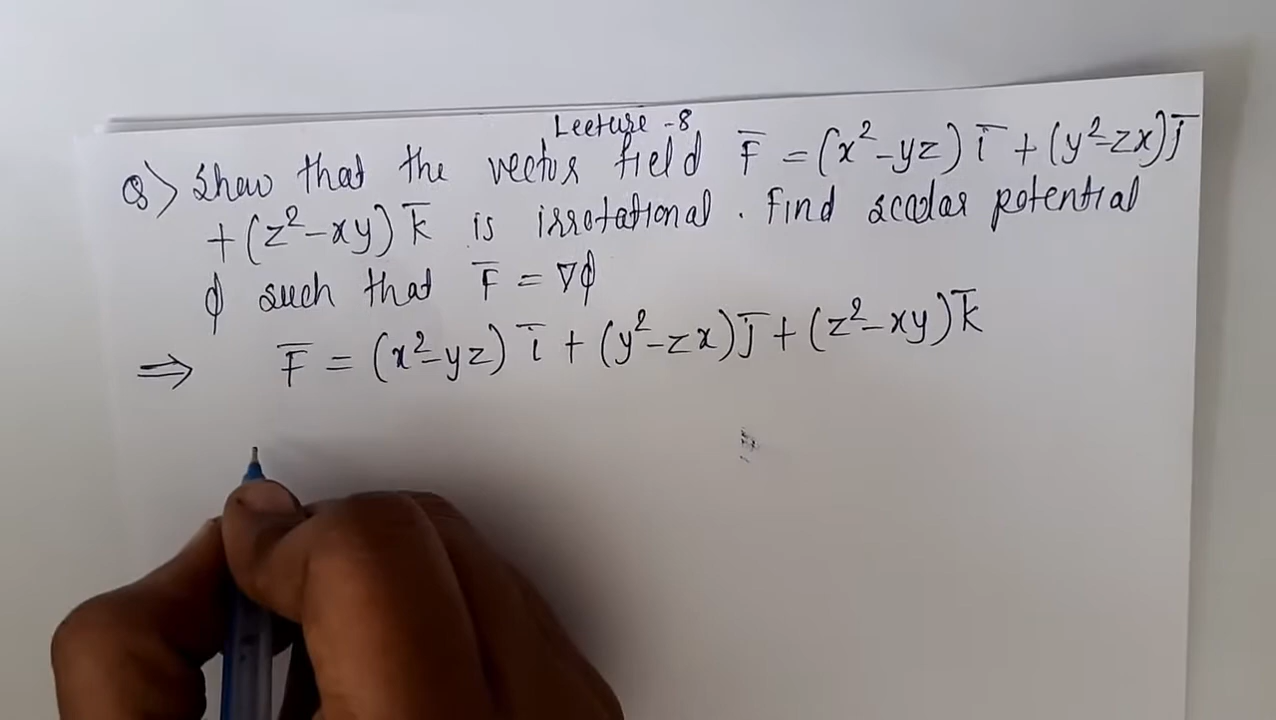 Lecture -8
Q> Show that the vector field F̅ = (x²-yz) i̅ + (y²-zx) j̅
+ (z²-xy) k̅ is irrotational . Find scalar potential
ϕ such that F̅ = ∇ϕ
⇒ F̅ = (x²-yz) i̅ + (y²-zx) j̅ + (z²-xy) k̅